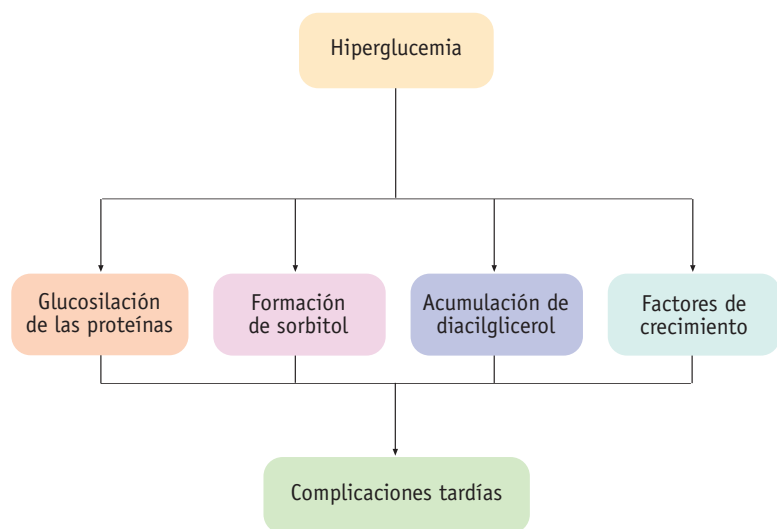 Hiperglucemia
Glucosilación
de las proteínas
Formación
de sorbitol
Acumulación de
diacilglicerol
Factores de
crecimiento
Complicaciones tardías